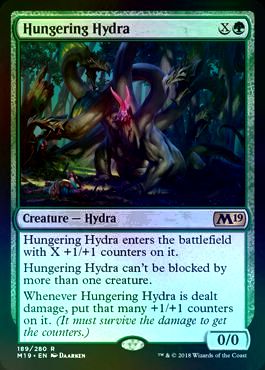 Hungering Hydra X
M19
Creature — Hydra
Hungering Hydra enters the battlefield
with X +1/+1 counters on it.
Hungering Hydra can't be blocked by
more than one creature.
Whenever Hungering Hydra is dealt
damage, put that many +1/+1 counters
on it. (It must survive the damage to get
the counters.)
0/0
189/280 R
M19 • EN DAARKEN
™ & © 2018 Wizards of the Coast